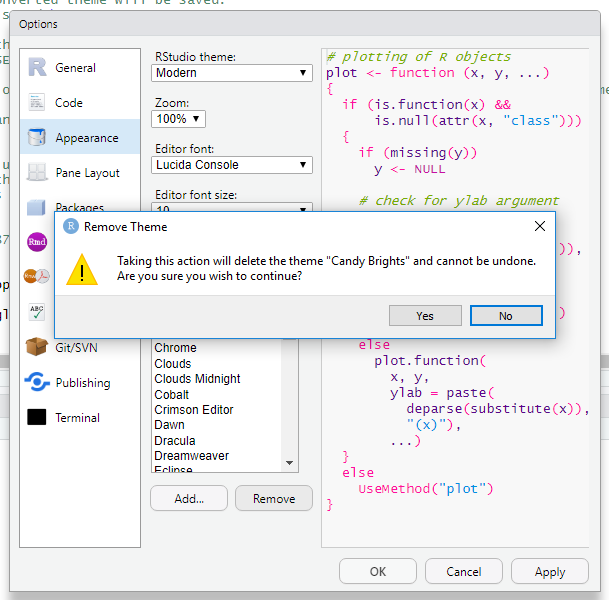 onverted theme will be saved.
Options
General
Code
Appearance
Pane Layout
Packages
Rmd
ABC
Git/SVN
Publishing
Terminal
RStudio theme:
Modern
Zoom:
100%
Editor font:
Lucida Console
Editor font size:
10
Chrome
Clouds
Clouds Midnight
Cobalt
Crimson Editor
Dawn
Dracula
Dreamweaver
Eclipse
Add...
Remove
# plotting of R objects
plot <- function (x, y, ...)
{
if (is.function(x) &&
is.null(attr(x, "class")))
{
if (missing(y))
y <- NULL
# check for ylab argument
)),
)
else
plot.function(
x, y,
ylab = paste(
deparse(substitute(x)),
"(x)"),
...)
}
else
UseMethod("plot")
}
R Remove Theme
Taking this action will delete the theme "Candy Brights" and cannot be undone.
Are you sure you wish to continue?
Yes
No
OK
Cancel
Apply